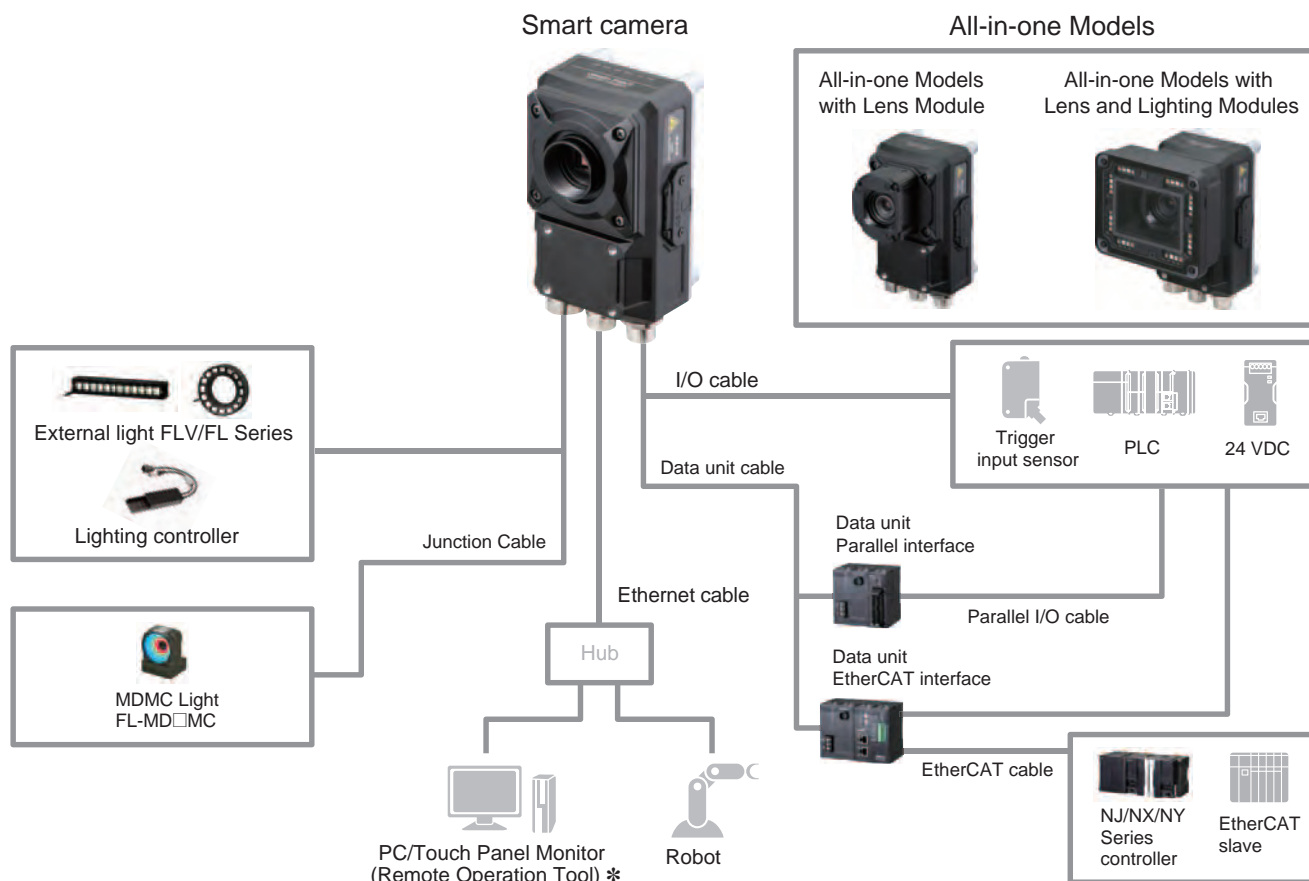 Smart camera
All-in-one Models
All-in-one Models
with Lens Module
All-in-one Models with
Lens and Lighting Modules
External light FLV/FL Series
Lighting controller
I/O cable
Trigger
input sensor
PLC
24 VDC
Data unit cable
Junction Cable
Data unit
Parallel interface
Ethernet cable
Parallel I/O cable
Hub
MDMC Light
FL-MD□MC
Data unit
EtherCAT interface
EtherCAT cable
NJ/NX/NY
Series
controller
EtherCAT
slave
PC/Touch Panel Monitor
(Remote Operation Tool) *
Robot